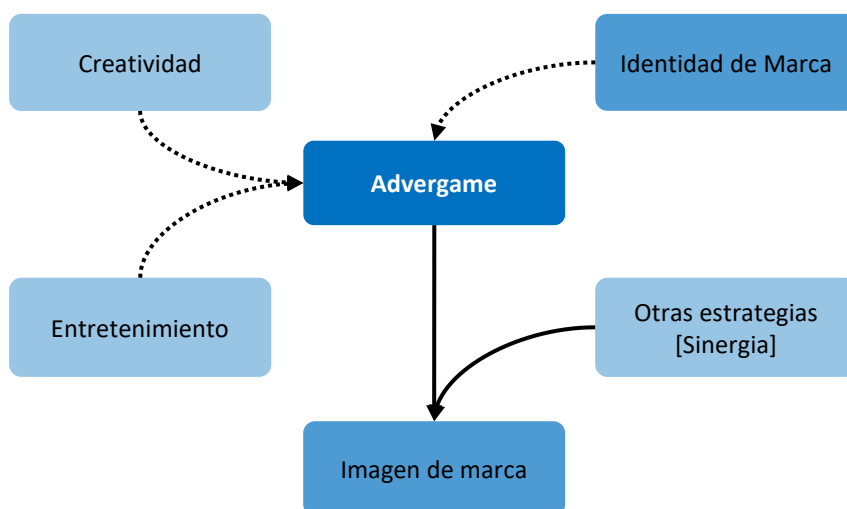 Creatividad
Identidad de Marca
Advergame
Entretenimiento
Otras estrategias
[Sinergia]
Imagen de marca